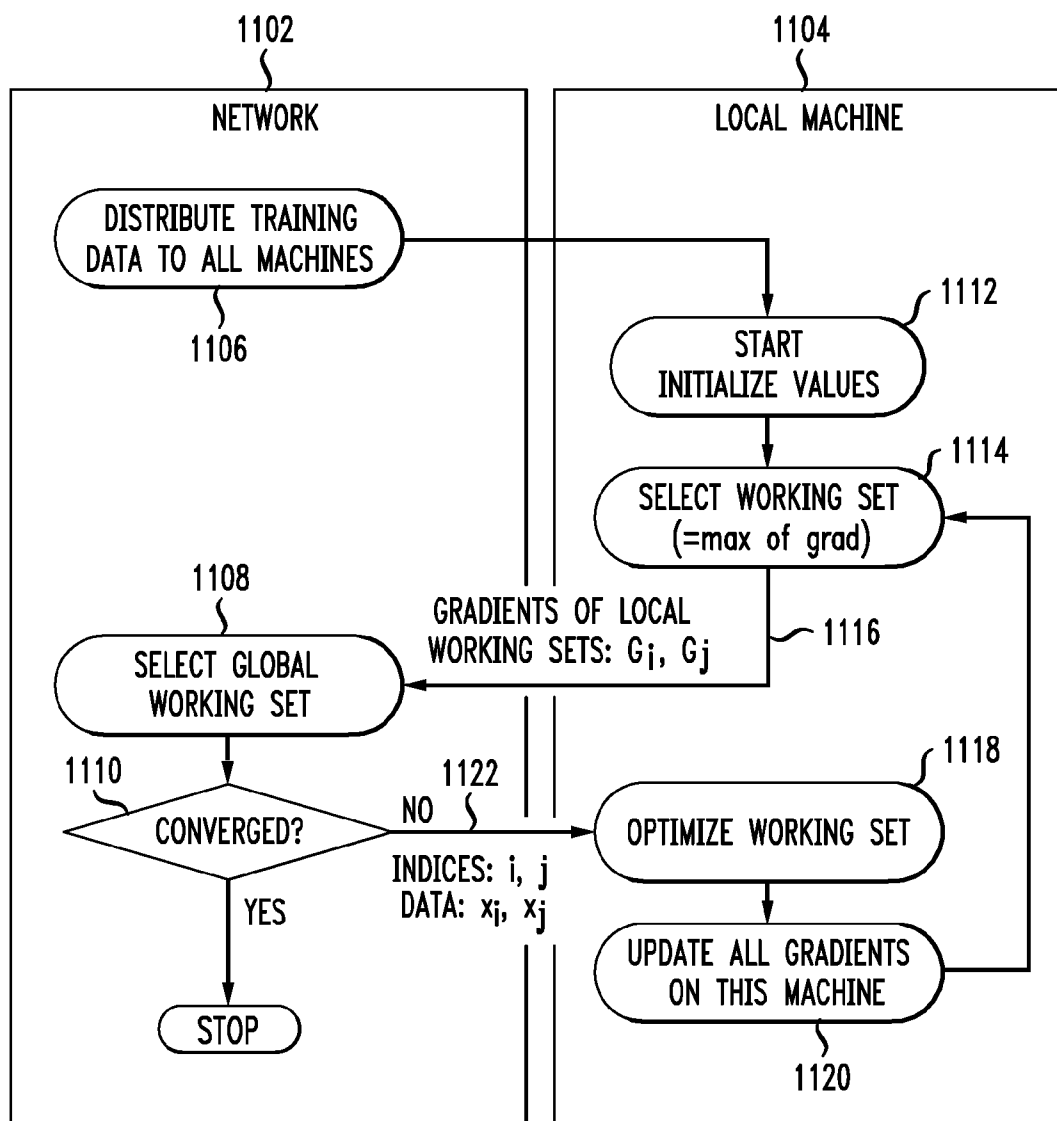 1102
1104
NETWORK
LOCAL MACHINE
DISTRIBUTE TRAINING
DATA TO ALL MACHINES
1106
1112
START
INITIALIZE VALUES
1114
SELECT WORKING SET
(=max of grad)
1108
GRADIENTS OF LOCAL
WORKING SETS: Gi, Gj
1116
SELECT GLOBAL
WORKING SET
1110
CONVERGED?
NO
1122
INDICES: i, j
DATA: xi, xj
1118
OPTIMIZE WORKING SET
YES
UPDATE ALL GRADIENTS
ON THIS MACHINE
1120
STOP